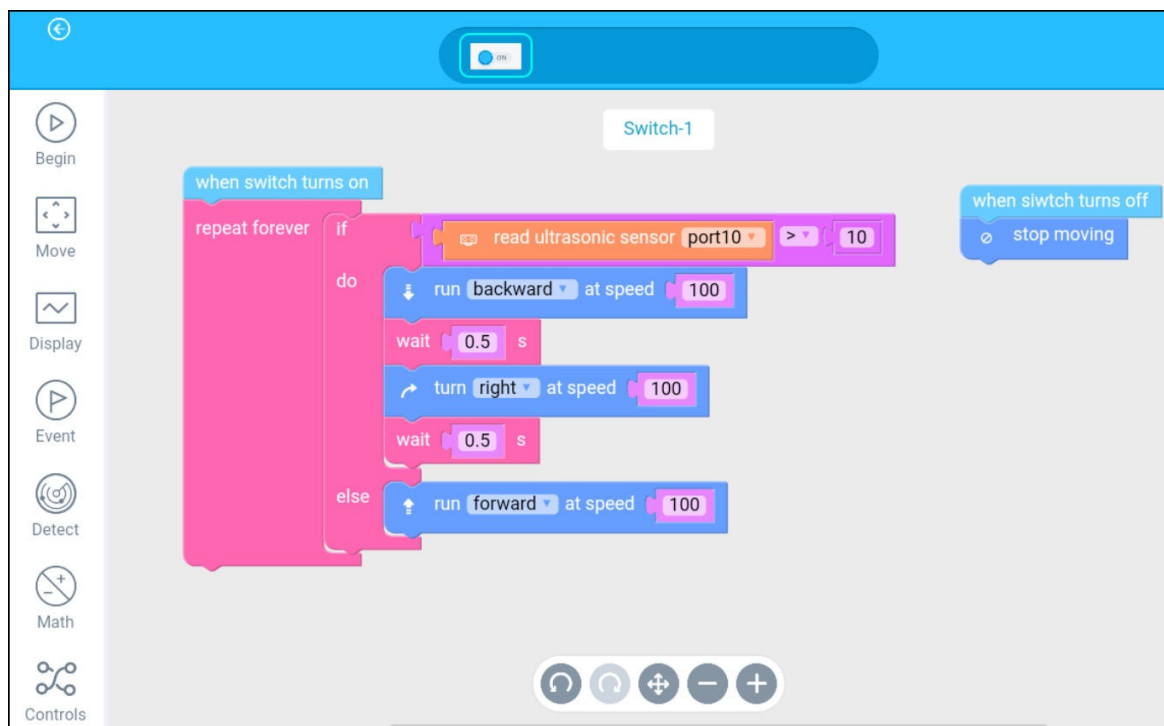 ON
Switch-1
Begin
Move
Display
Event
Detect
Math
Controls
when switch turns on
repeat forever if read ultrasonic sensor port10 > 10
do
run backward at speed 100
wait 0.5 s
turn right at speed 100
wait 0.5 s
else run forward at speed 100
when siwtch turns off
stop moving